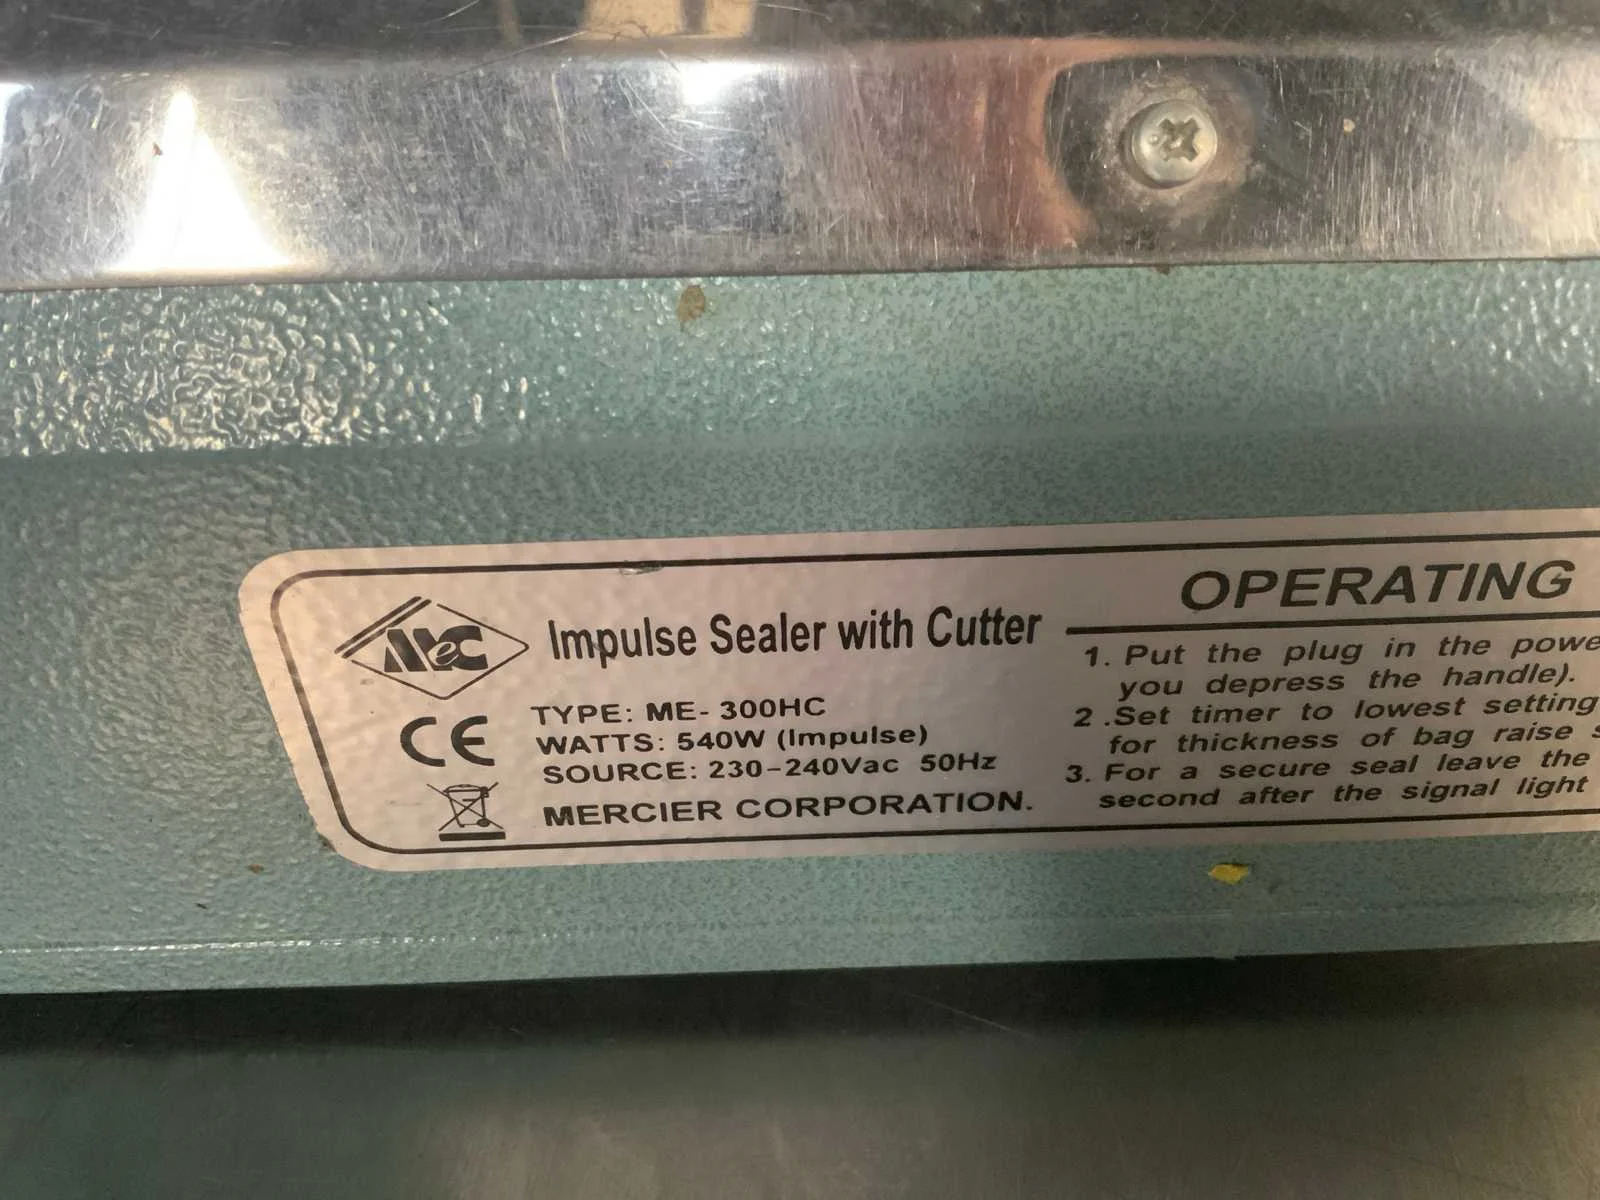 MeC
Impulse Sealer with Cutter
CE
TYPE: ME- 300HC
WATTS: 540W (Impulse)
SOURCE: 230-240Vac 50Hz
MERCIER CORPORATION.
OPERATING
1. Put the plug in the
you depress the handle).
2 .Set timer to lowest setting
for thickness of bag raise
3. For a secure seal leave the
second after the signal light